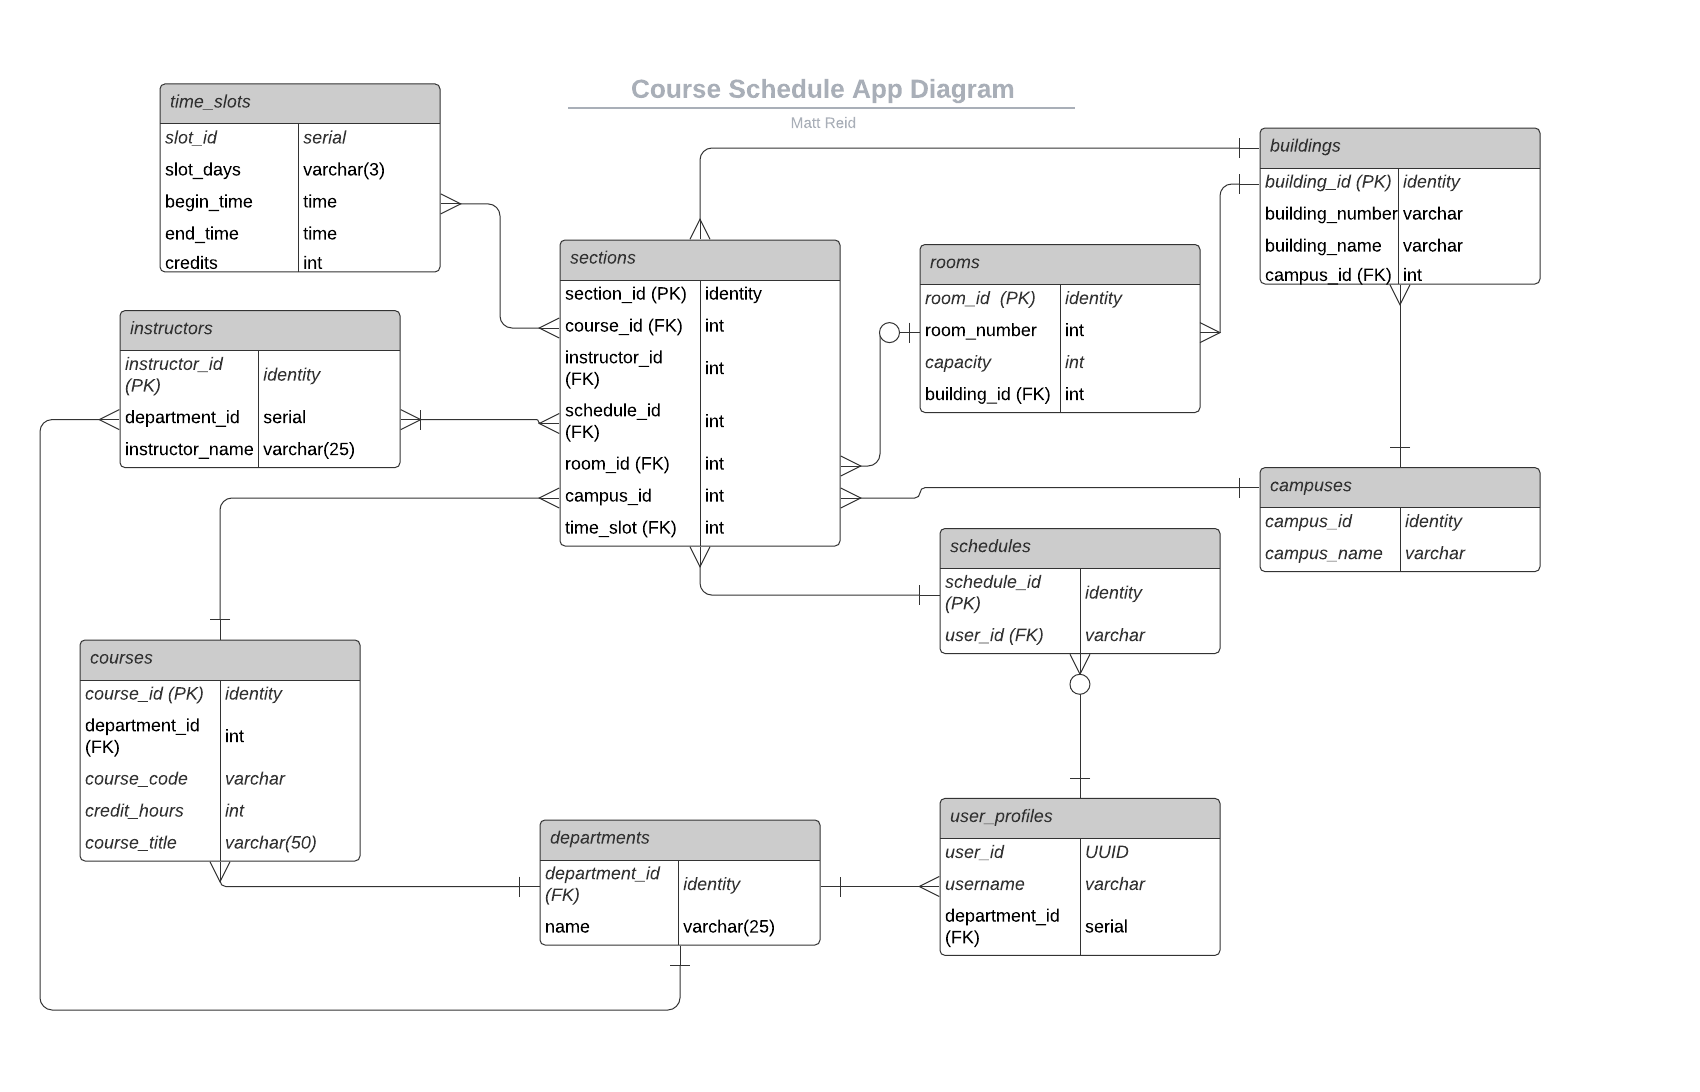 Course Schedule App Diagram
Matt Reid
time_slots
slot_id serial
slot_days varchar(3)
begin_time time
end_time time
credits int
buildings
building_id (PK) identity
building_number varchar
building_name varchar
campus_id (FK) int
sections
section_id (PK) identity
course_id (FK) int
instructor_id
(FK) int
schedule_id
(FK) int
room_id (FK) int
campus_id int
time_slot (FK) int
rooms
room_id (PK) identity
room_number int
capacity int
building_id (FK) int
instructors
instructor_id
(PK) identity
department_id serial
instructor_name varchar(25)
campuses
campus_id identity
campus_name varchar
schedules
schedule_id
(PK) identity
user_id (FK) varchar
courses
course_id (PK) identity
department_id
(FK) int
course_code varchar
credit_hours int
course_title varchar(50)
departments
department_id
(FK) identity
name varchar(25)
user_profiles
user_id UUID
username varchar
department_id
(FK) serial